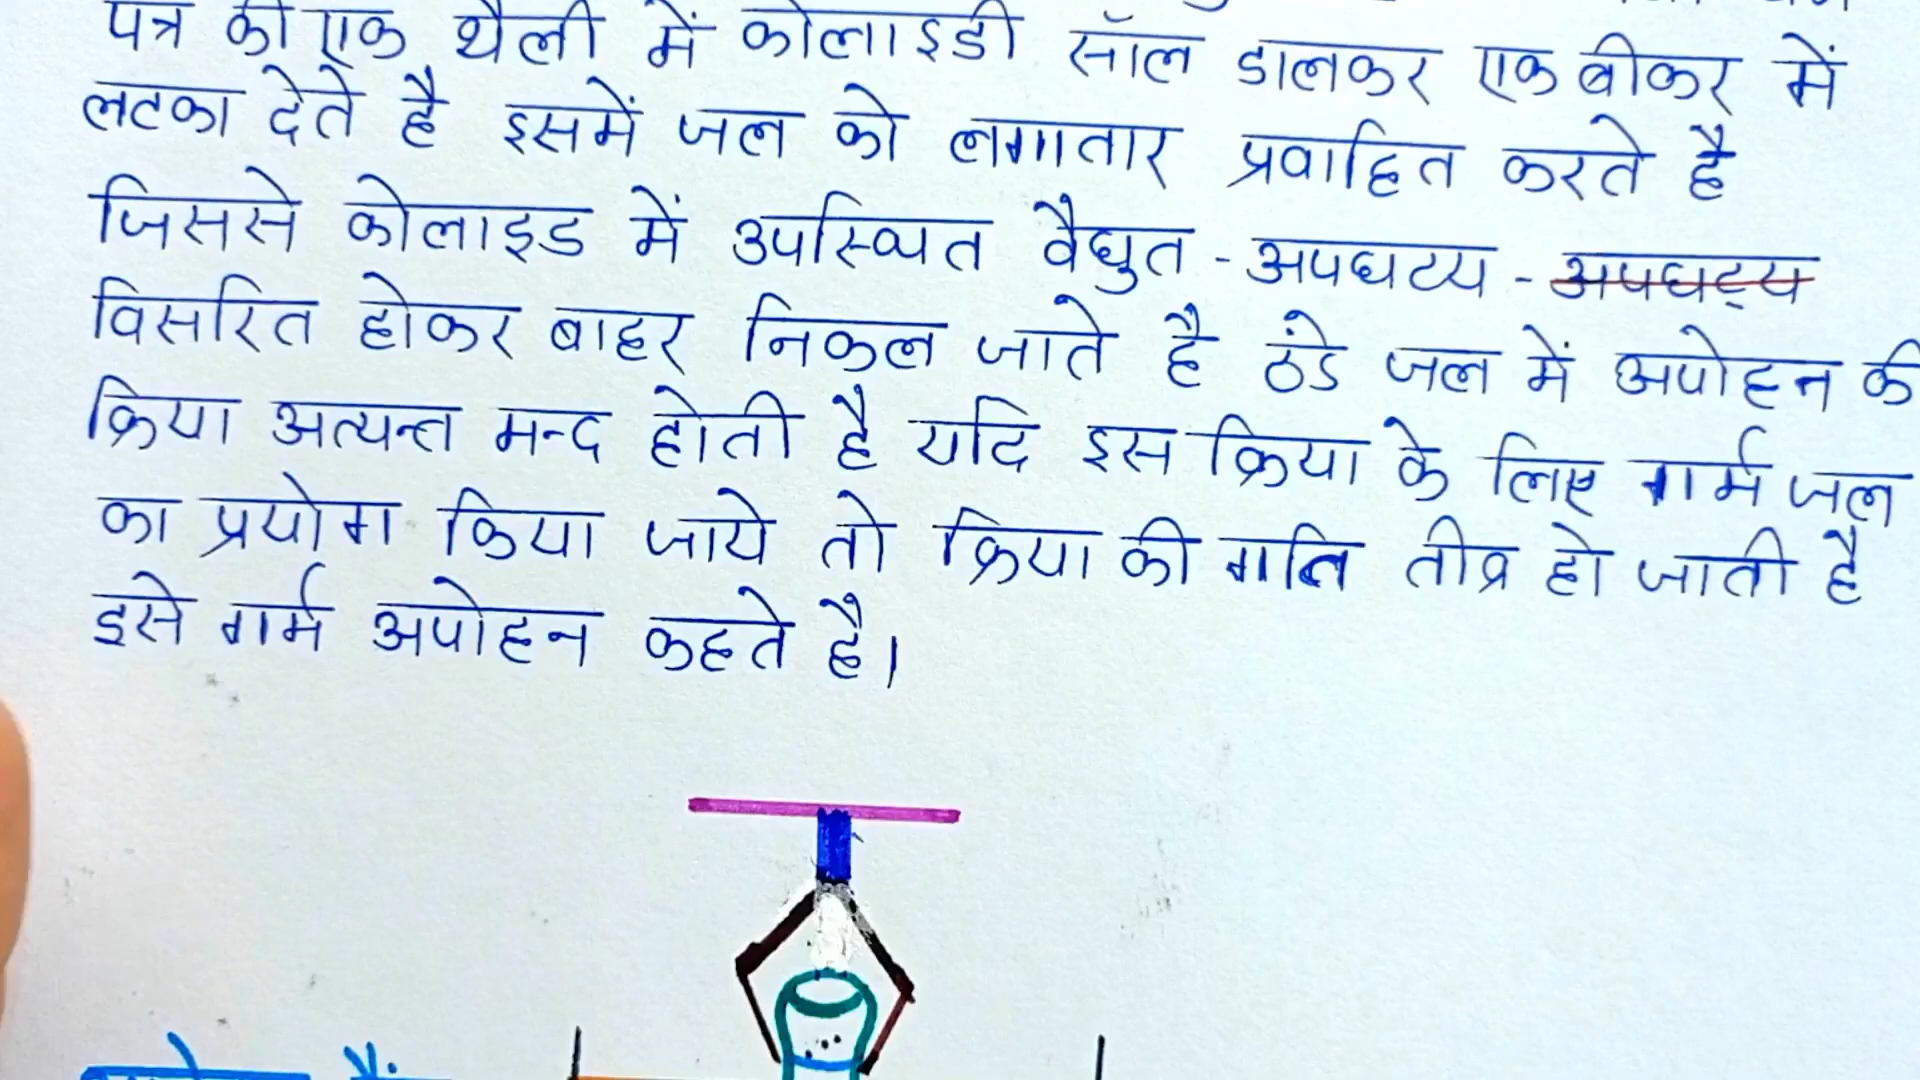 पत्र की एक थैली में कोलाइडी सॉल डालकर एक बीकर में
लटका देते है इसमें जल को लगातार प्रवाहित करते है
जिससे कोलाइड में उपस्थित वैद्युत - अपघटय - अपघट्य
विसरित होकर बाहर निकल जाते है ठंडे जल में अपोहन की
क्रिया अत्यन्त मन्द होती है यदि इस क्रिया के लिए गर्म जल
का प्रयोग किया जाये तो क्रिया की गति तीव्र हो जाती है
इसे गर्म अपोहन कहते है।